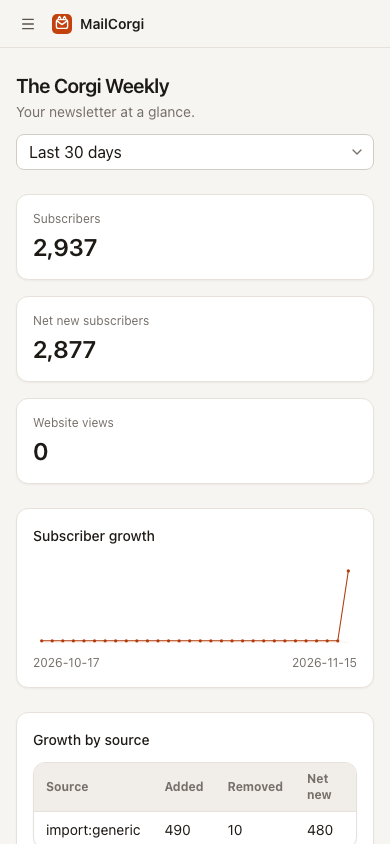 MailCorgi
The Corgi Weekly
Your newsletter at a glance.
Last 30 days
Subscribers
2,937
Net new subscribers
2,877
Website views
0
Subscriber growth
2026-10-17 2026-11-15
Growth by source
Source Added Removed Net new
import:generic 490 10 480